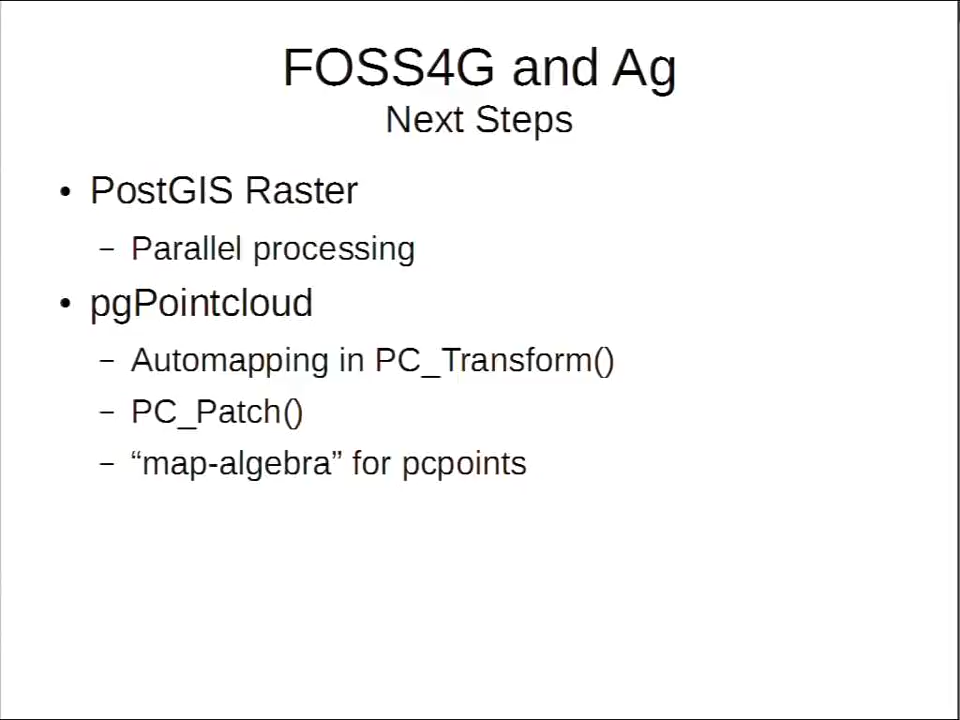 FOSS4G and Ag
Next Steps
• PostGIS Raster
– Parallel processing
• pgPointcloud
– Automapping in PC_Transform()
– PC_Patch()
– “map-algebra” for pcpoints